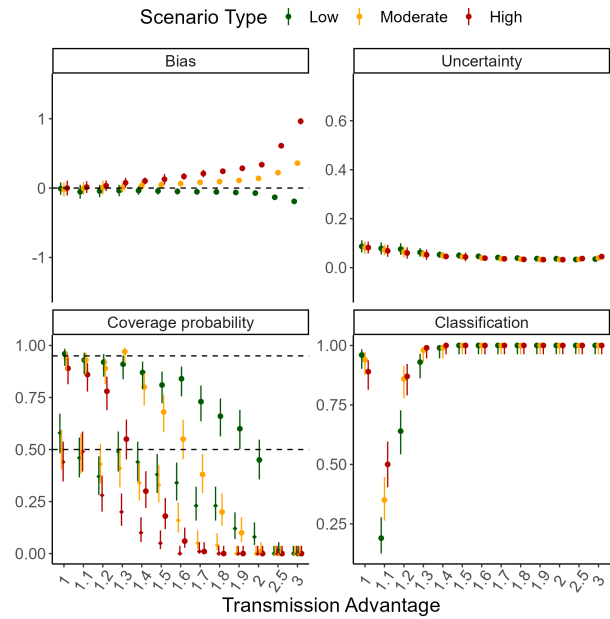 Scenario Type Low Moderate High
Bias Uncertainty
1
0
-1
0.6
0.4
0.2
0.0
Coverage probability Classification
1.00
0.75
0.50
0.25
0.00
1.00
0.75
0.50
0.25
1 1.1 1.2 1.3 1.4 1.5 1.6 1.7 1.8 1.9 2 2.5 3
1 1.1 1.2 1.3 1.4 1.5 1.6 1.7 1.8 1.9 2 2.5 3
Transmission Advantage